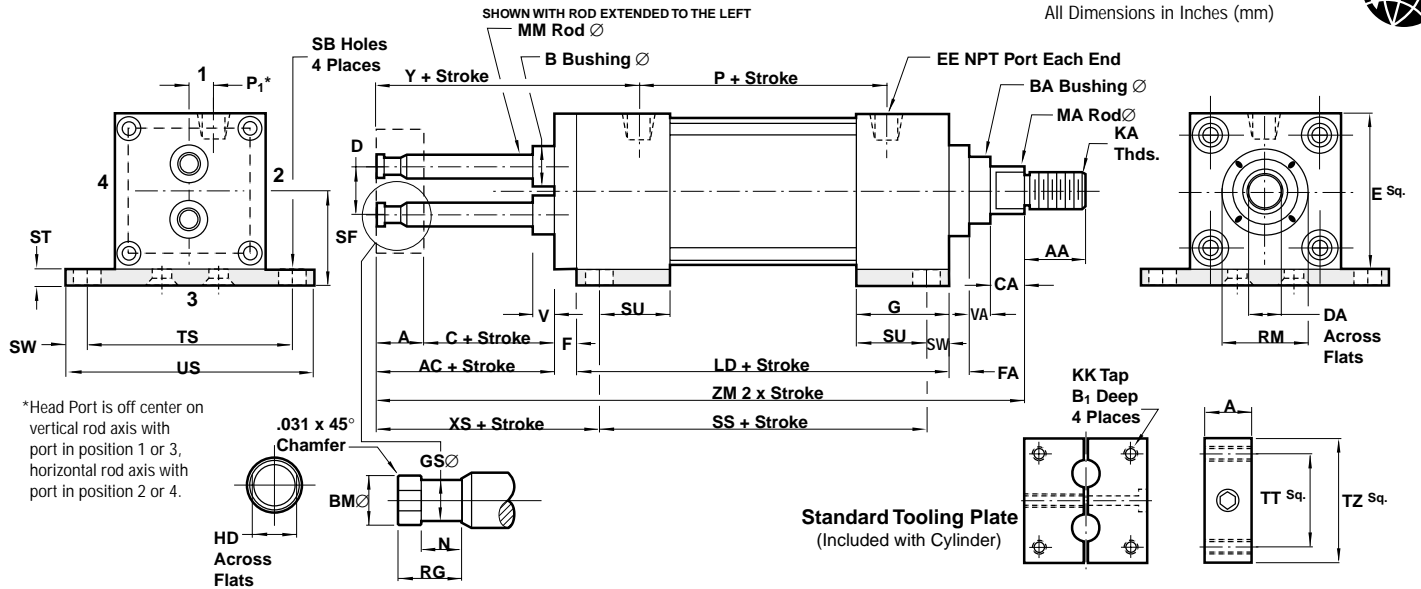 SHOWN WITH ROD EXTENDED TO THE LEFT
All Dimensions in Inches (mm)
MM Rod ∅
SB Holes
4 Places
1
P₁*
B Bushing ∅
Y + Stroke
P + Stroke
EE NPT Port Each End
BA Bushing ∅
MA Rod∅
KA
Thds.
D
4
2
E Sq.
SF
ST
3
AA
CA
V
SU
G
VA
DA
Across
Flats
A
C + Stroke
F
SU
SW
RM
SW
TS
US
AC + Stroke
LD + Stroke
FA
ZM 2 x Stroke
KK Tap
B₁ Deep
4 Places
A
*Head Port is off center on
vertical rod axis with
port in position 1 or 3,
horizontal rod axis with
port in position 2 or 4.
XS + Stroke
SS + Stroke
.031 x 45°
Chamfer
GS∅
BM∅
TT Sq.
TZ Sq.
Standard Tooling Plate
(Included with Cylinder)
HD
Across
Flats
N
RG